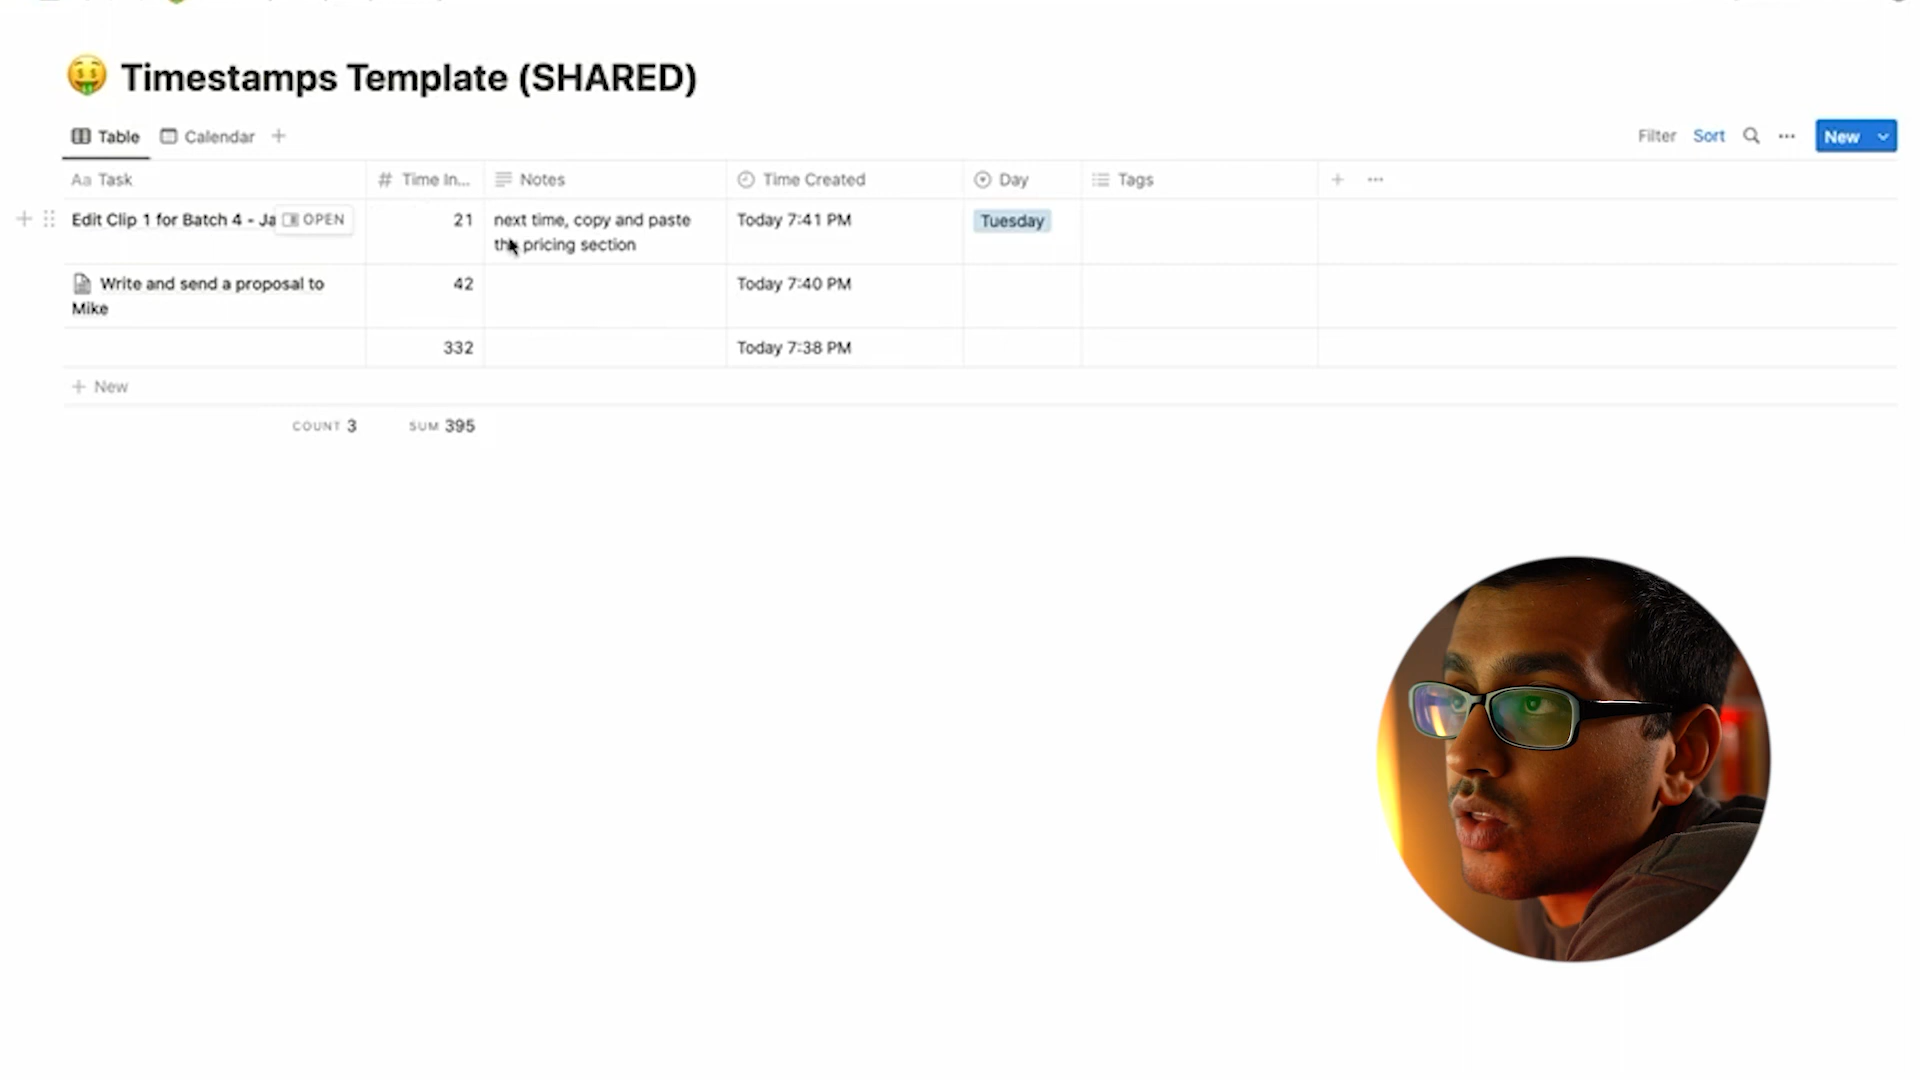 Timestamps Template (SHARED)
Table Calendar
Filter Sort New
Aa Task # Time In... Notes Time Created Day Tags
Edit Clip 1 for Batch 4 - Ja OPEN 21 next time, copy and paste Today 7:41 PM Tuesday
the pricing section
Write and send a proposal to 42 Today 7:40 PM
Mike
332 Today 7:38 PM
+ New
COUNT 3 SUM 395